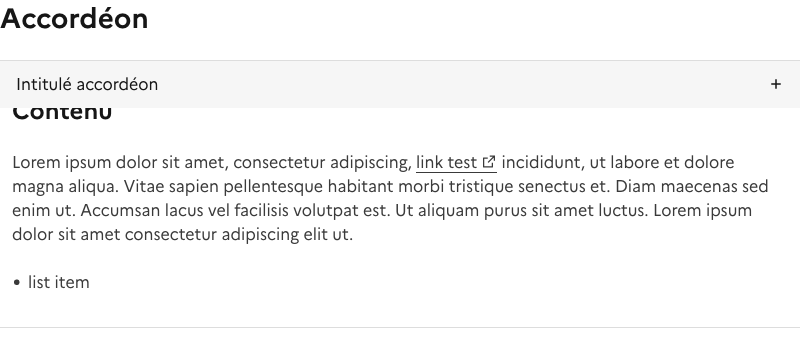 Accordéon
Intitulé accordéon
Contenu
Lorem ipsum dolor sit amet, consectetur adipiscing, link test incididunt, ut labore et dolore
magna aliqua. Vitae sapien pellentesque habitant morbi tristique senectus et. Diam maecenas sed
enim ut. Accumsan lacus vel facilisis volutpat est. Ut aliquam purus sit amet luctus. Lorem ipsum
dolor sit amet consectetur adipiscing elit ut.
• list item